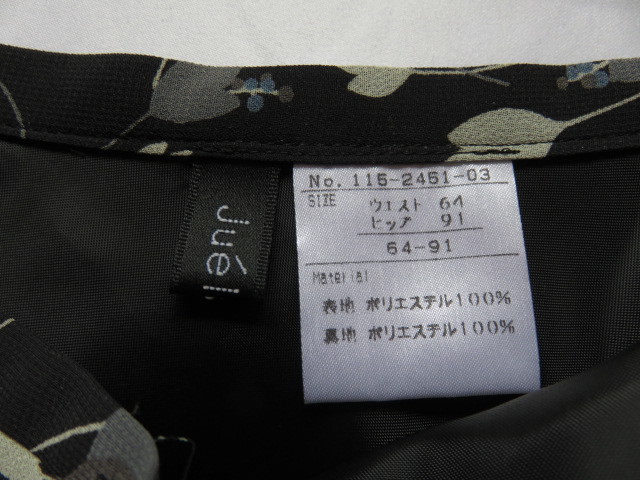 Jué
No. 115-2451-03
SIZE ウエスト 64
ヒップ 91
64-91
Material
表地 ポリエステル100%
裏地 ポリエステル100%